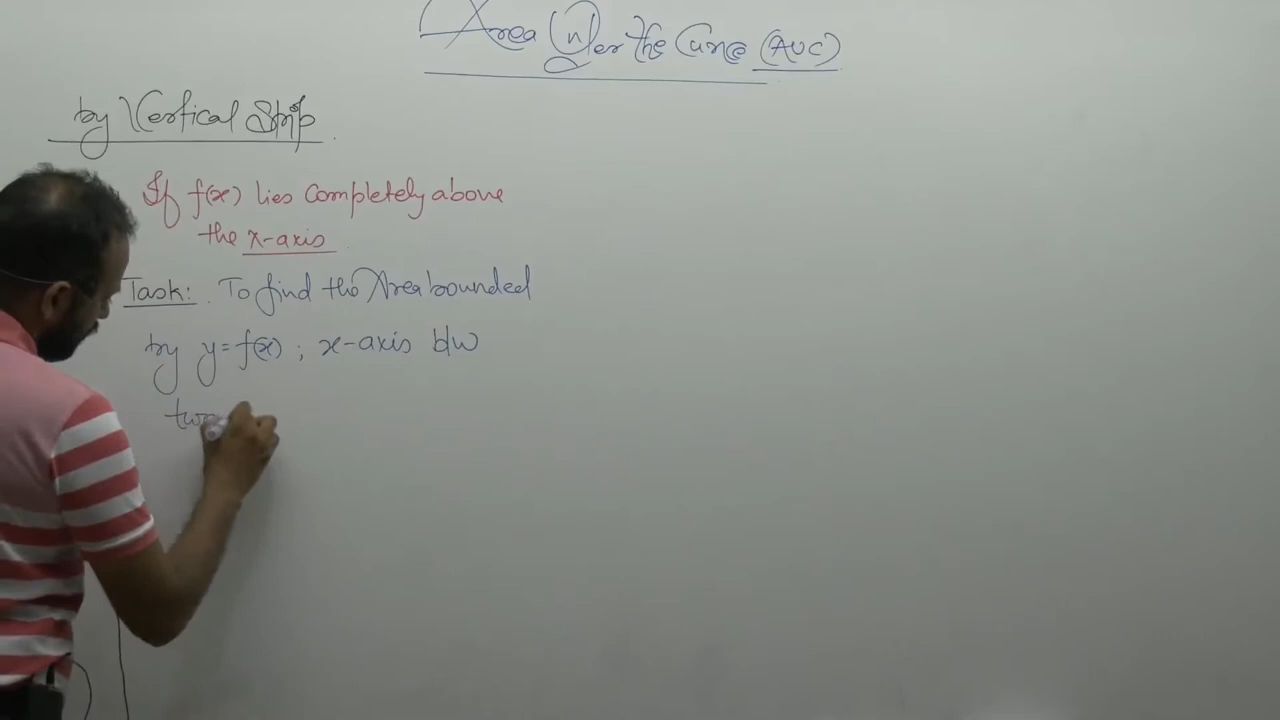 Area Under the Curve (AUC)
by Vertical Strip
If f(x) lies completely above
the x-axis
Task: To find the Area bounded
by y=f(x) ; x-axis b/w
two